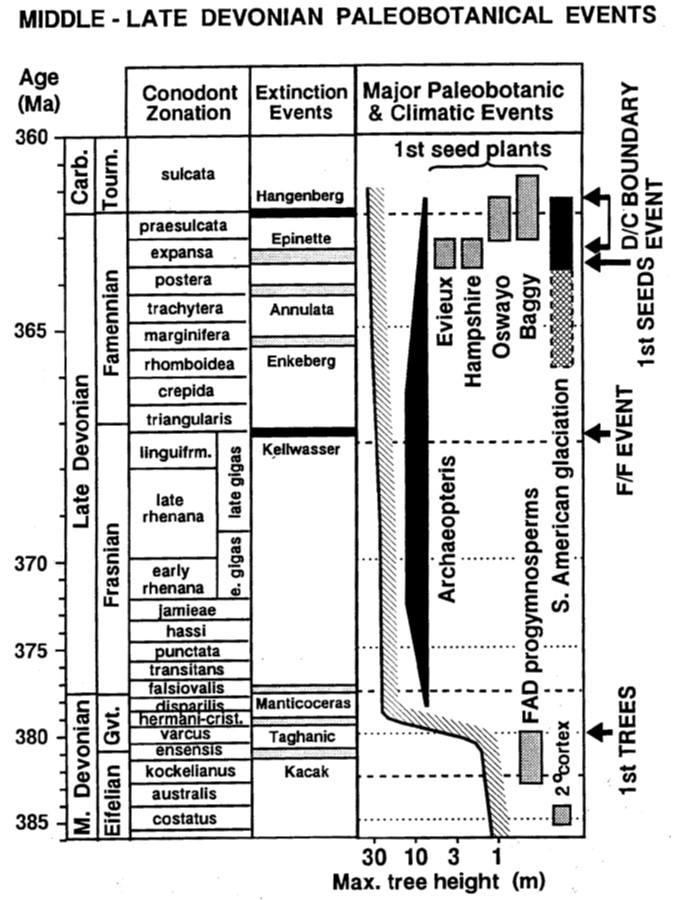 MIDDLE - LATE DEVONIAN PALEOBOTANICAL EVENTS
Age
(Ma)
Conodont
Zonation
Extinction
Events
Major Paleobotanic
& Climatic Events
360
365
370
375
380
385
Carb.
Late Devonian
M. Devonian
Tourn.
Famennian
Frasnian
Gvt.
Eifelian
sulcata
praesulcata
expansa
postera
trachytera
marginifera
rhomboidea
crepida
triangularis
linguifrm.
late
rhenana
early
rhenana
late gigas
e. gigas
jamieae
hassi
punctata
transitans
falsiovalis
disparilis
hermani-crist.
varcus
ensensis
kockelianus
australis
costatus
Hangenberg
Epinette
Annulata
Enkeberg
Kellwasser
Manticoceras
Taghanic
Kacak
1st seed plants
Evieux
Hampshire
Oswayo
Baggy
Archaeopteris
FAD progymnosperms
S. American glaciation
2° cortex
D/C BOUNDARY
EVENT
1st SEEDS
F/F EVENT
1st TREES
30 10 3 1
Max. tree height (m)